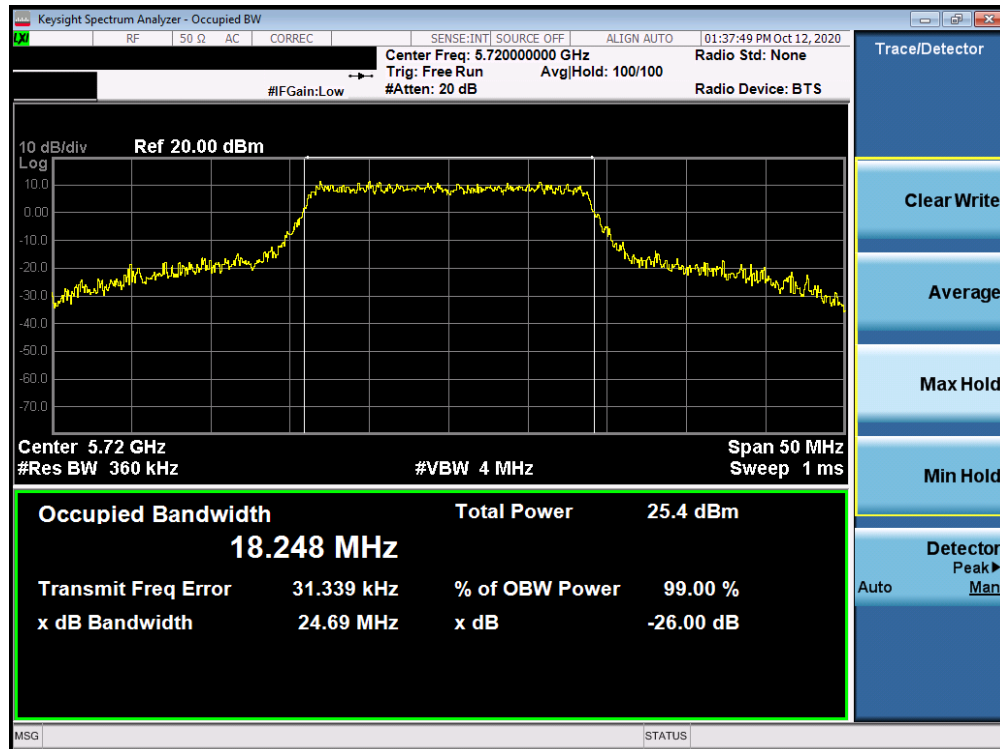 Keysight Spectrum Analyzer - Occupied BW
LXI RF 50 Ω AC CORREC SENSE:INT SOURCE OFF ALIGN AUTO 01:37:49 PM Oct 12, 2020
Center Freq: 5.720000000 GHz Radio Std: None
Trig: Free Run Avg|Hold: 100/100
#IFGain:Low #Atten: 20 dB Radio Device: BTS
Trace/Detector
10 dB/div Ref 20.00 dBm
Log
10.0
0.00
-10.0
-20.0
-30.0
-40.0
-50.0
-60.0
-70.0
Center 5.72 GHz Span 50 MHz
#Res BW 360 kHz #VBW 4 MHz Sweep 1 ms
Occupied Bandwidth Total Power 25.4 dBm
18.248 MHz
Transmit Freq Error 31.339 kHz % of OBW Power 99.00 %
x dB Bandwidth 24.69 MHz x dB -26.00 dB
Clear Write
Average
Max Hold
Min Hold
Detector
Peak▶
Auto Man
MSG STATUS